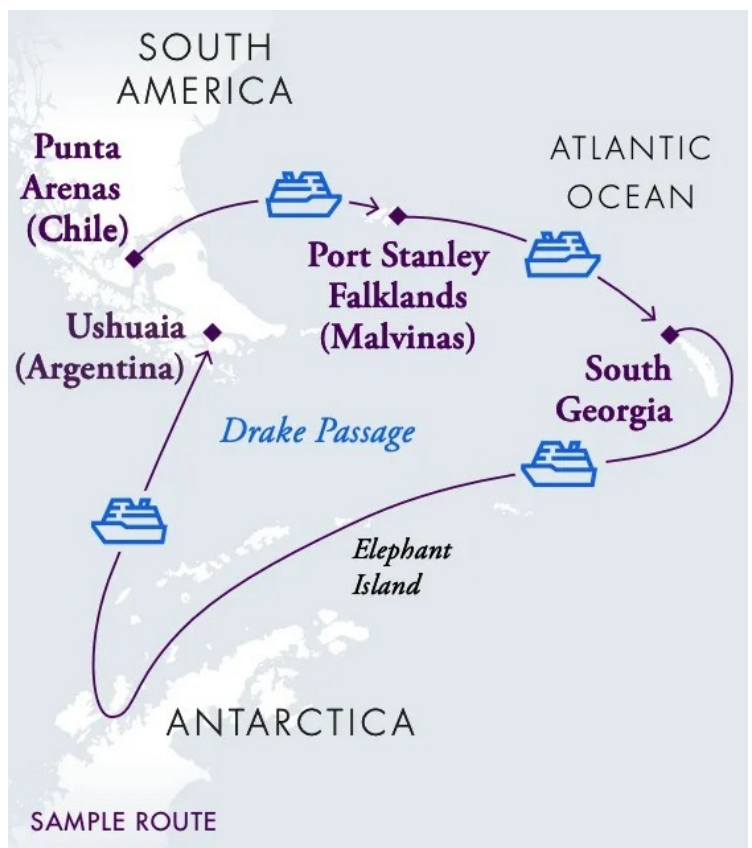 SOUTH
AMERICA
Punta
Arenas
(Chile)
ATLANTIC
OCEAN
Port Stanley
Falklands
(Malvinas)
Ushuaia
(Argentina)
South
Georgia
Drake Passage
Elephant
Island
ANTARCTICA
SAMPLE ROUTE